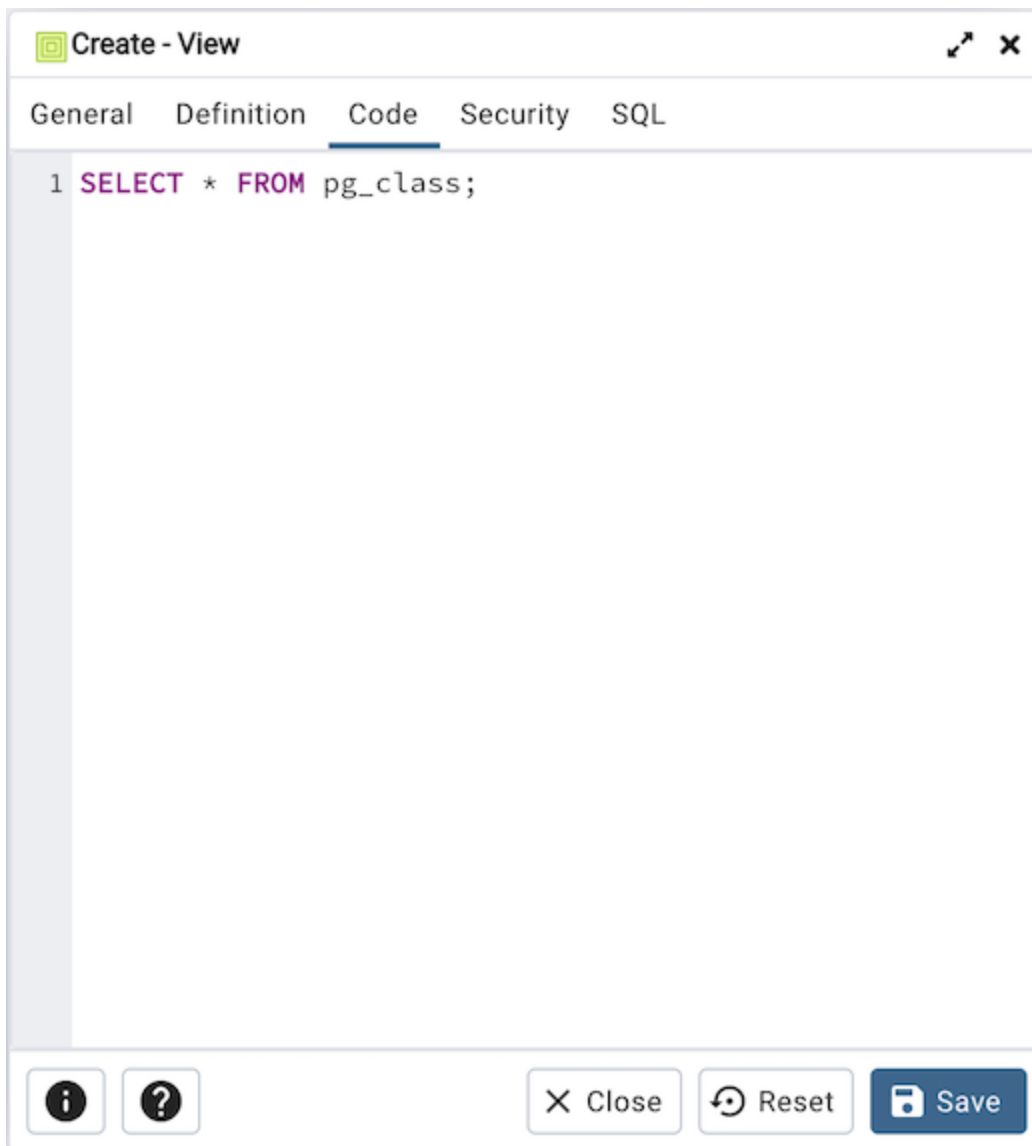 Create - View
General Definition Code Security SQL
1 SELECT * FROM pg_class;
Close Reset Save